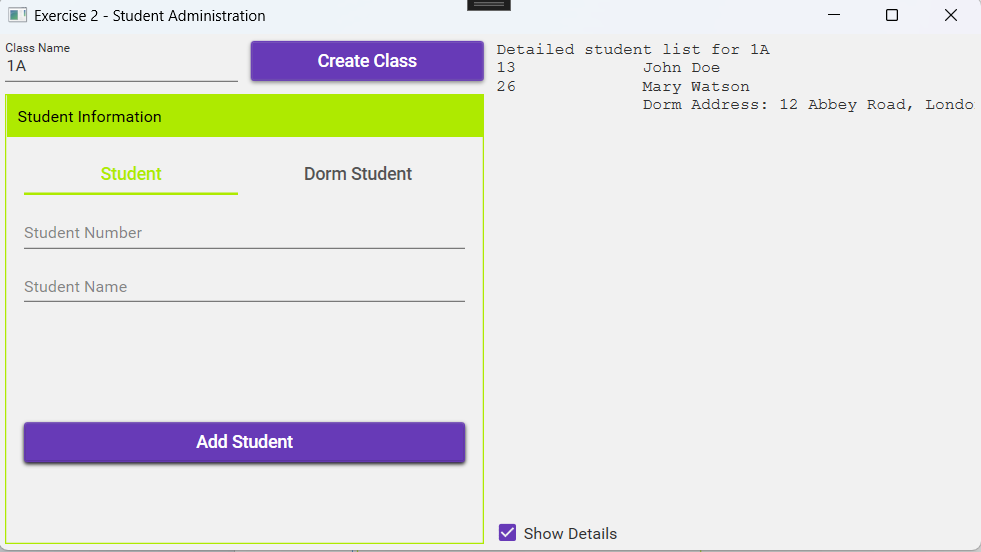 Exercise 2 - Student Administration
Class Name
1A
Create Class
Student Information
Student
Dorm Student
Student Number
Student Name
Add Student
Detailed student list for 1A
13 John Doe
26 Mary Watson
Dorm Address: 12 Abbey Road, Londo
Show Details